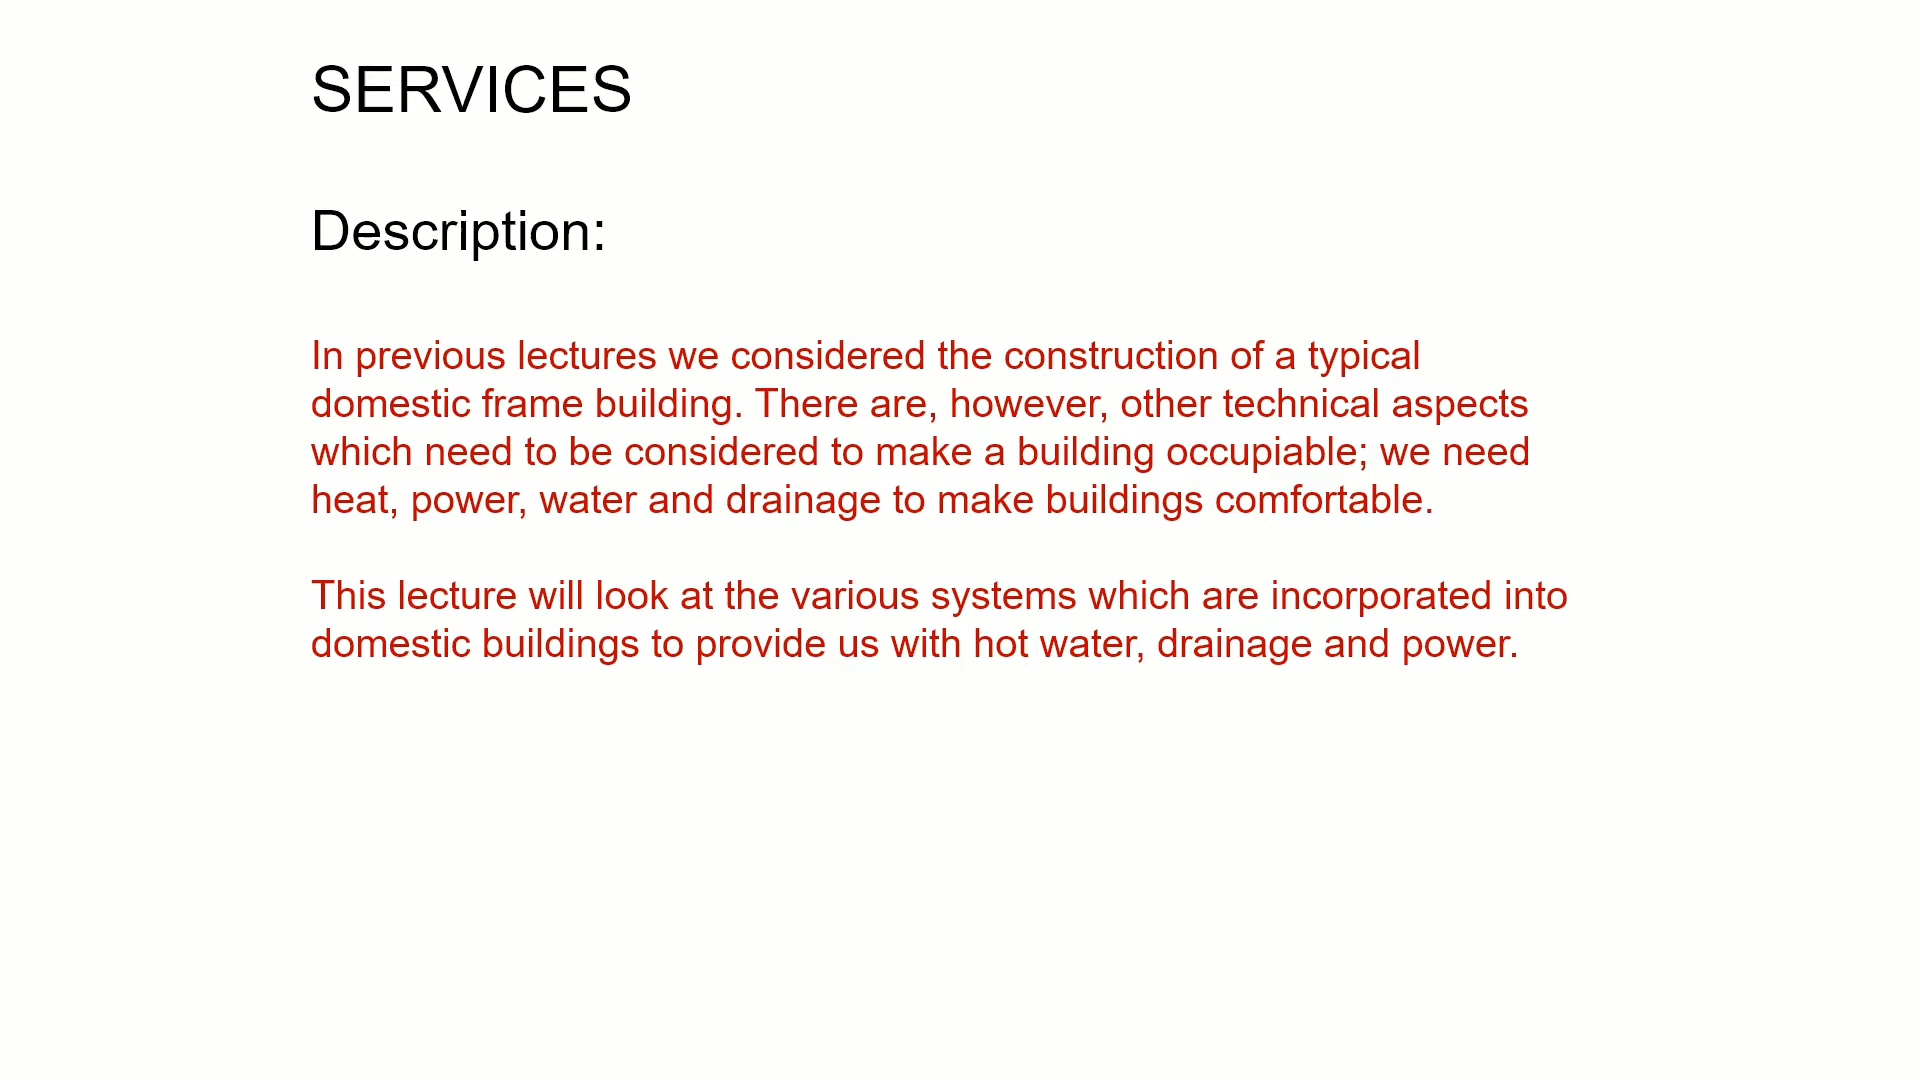 SERVICES
Description:
In previous lectures we considered the construction of a typical
domestic frame building. There are, however, other technical aspects
which need to be considered to make a building occupiable; we need
heat, power, water and drainage to make buildings comfortable.
This lecture will look at the various systems which are incorporated into
domestic buildings to provide us with hot water, drainage and power.